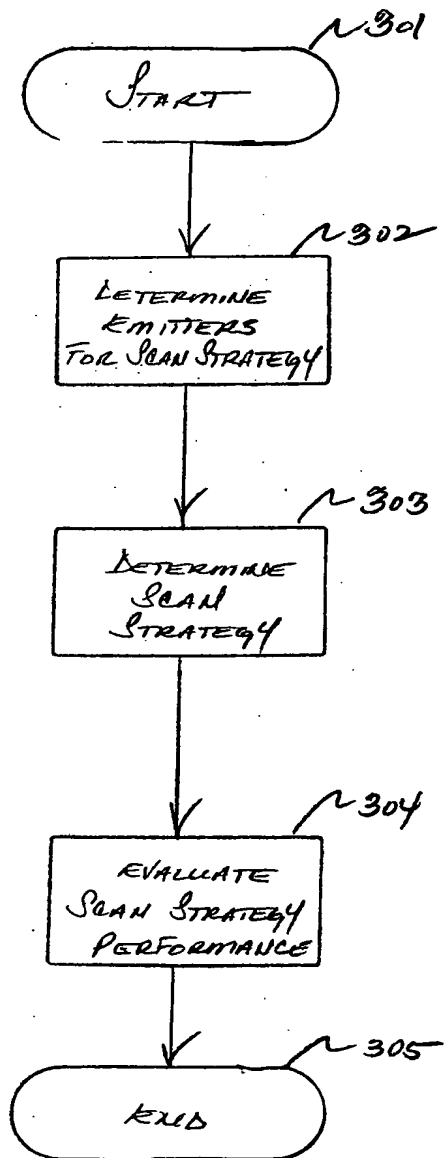 301
START
302
DETERMINE
EMITTERS
FOR SCAN STRATEGY
303
DETERMINE
SCAN
STRATEGY
304
EVALUATE
SCAN STRATEGY
PERFORMANCE
305
END